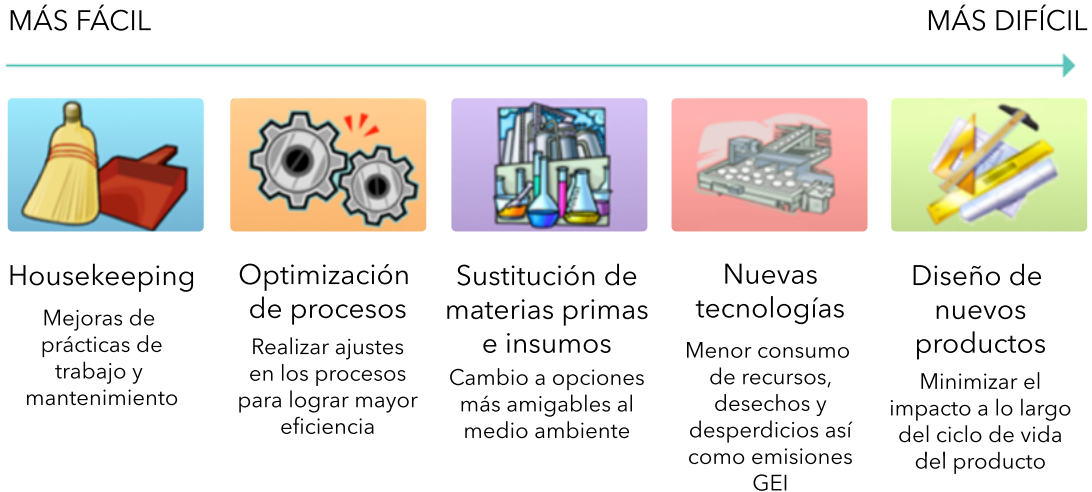 MÁS FÁCIL
MÁS DIFÍCIL
Housekeeping
Mejoras de
prácticas de
trabajo y
mantenimiento
Optimización
de procesos
Realizar ajustes
en los procesos
para lograr mayor
eficiencia
Sustitución de
materias primas
e insumos
Cambio a opciones
más amigables al
medio ambiente
Nuevas
tecnologías
Menor consumo
de recursos,
desechos y
desperdicios así
como emisiones
GEI
Diseño de
nuevos
productos
Minimizar el
impacto a lo largo
del ciclo de vida
del producto